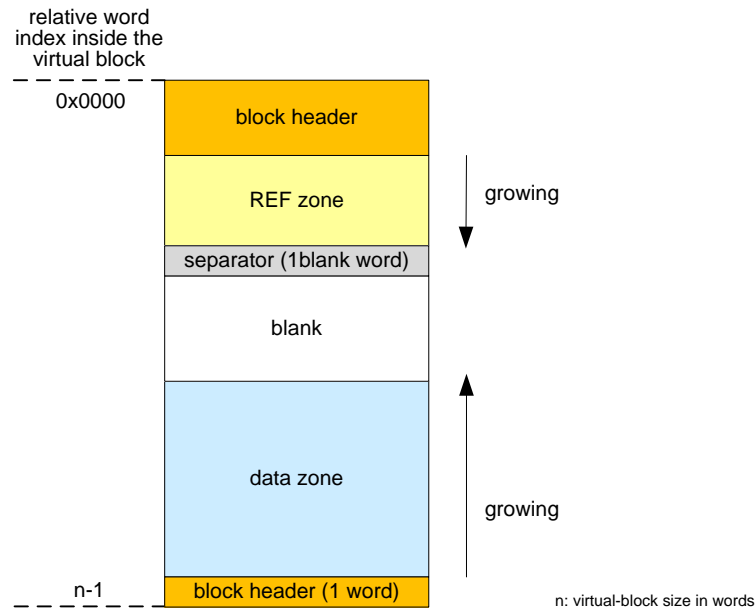 relative word
index inside the
virtual block
0x0000
block header
REF zone
growing
separator (1blank word)
blank
data zone
growing
n-1
block header (1 word)
n: virtual-block size in words